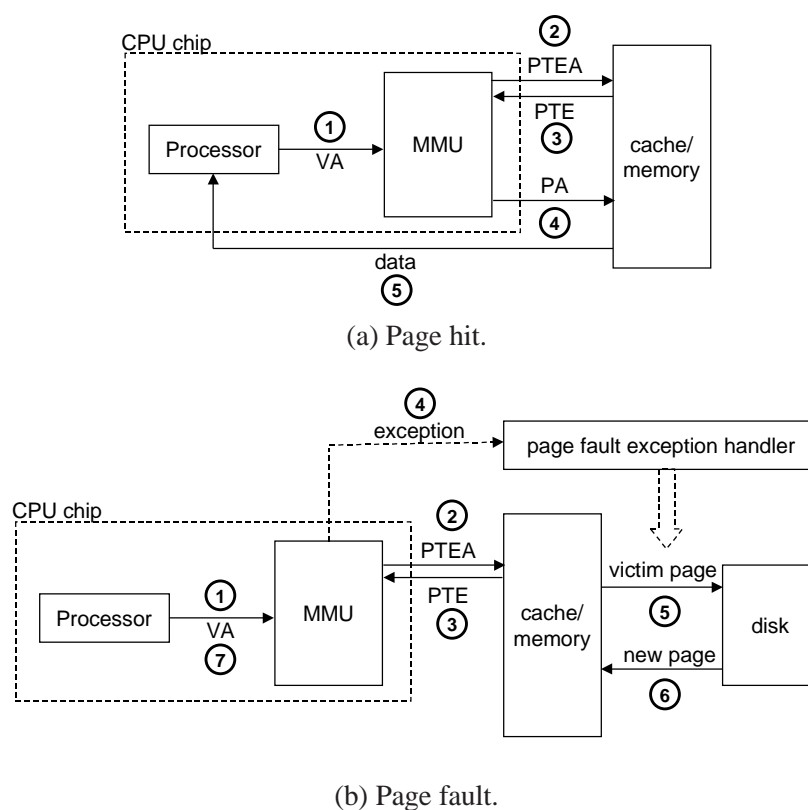 CPU chip
2
PTEA
PTE
3
1
VA
Processor
MMU
cache/
memory
PA
4
data
5
(a) Page hit.
4
exception
page fault exception handler
CPU chip
2
PTEA
PTE
3
1
VA
7
Processor
MMU
cache/
memory
victim page
5
new page
6
disk
(b) Page fault.